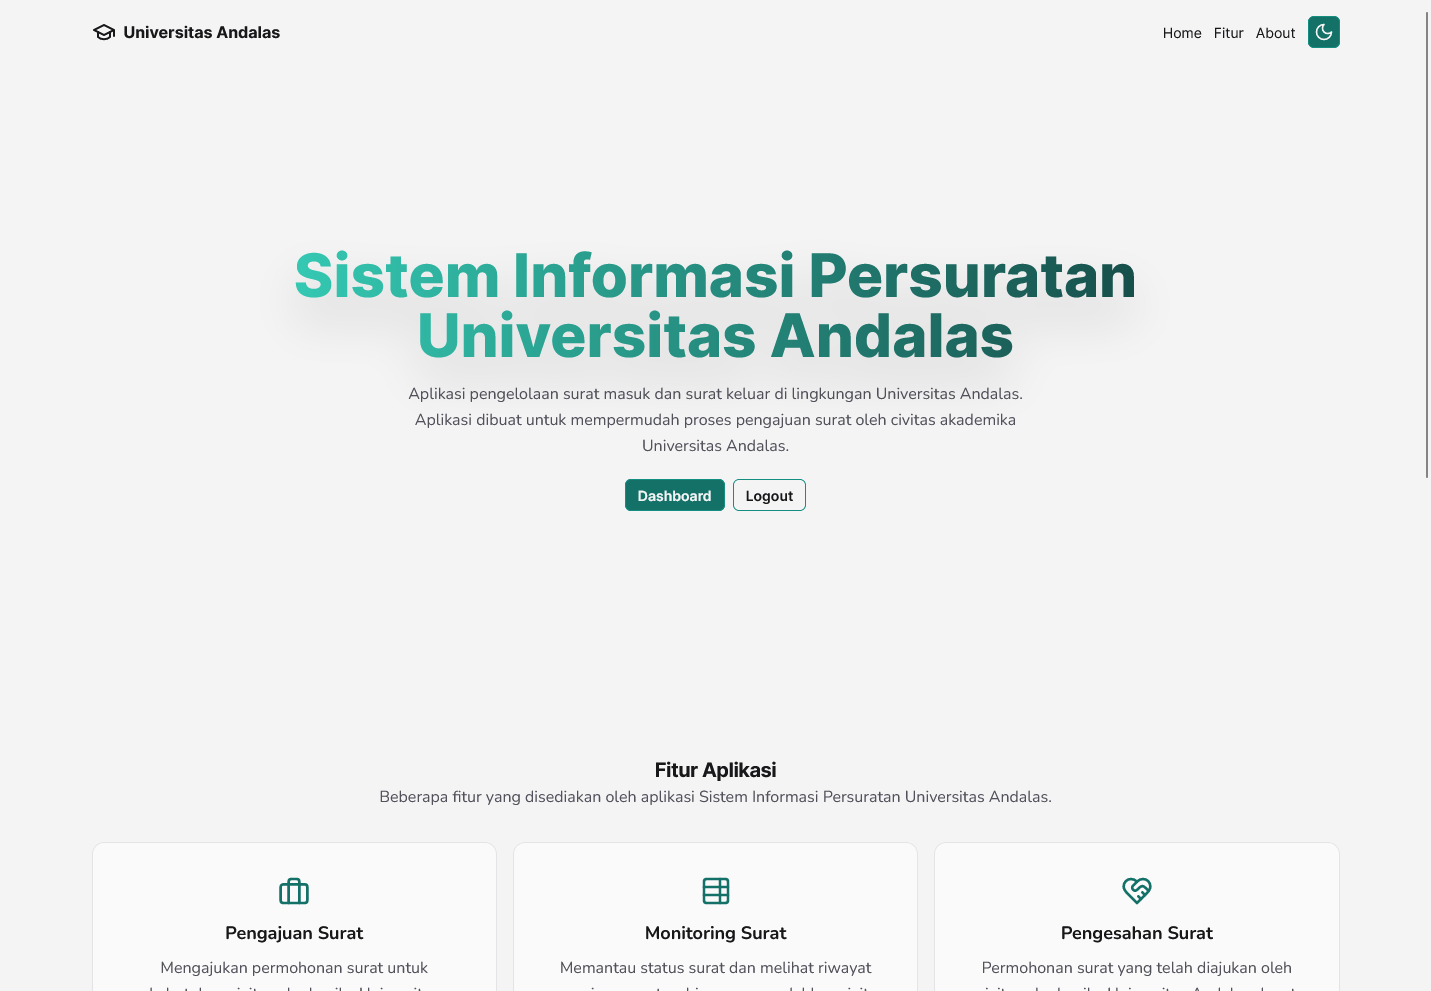 Universitas Andalas
Home Fitur About
Sistem Informasi Persuratan
Universitas Andalas
Aplikasi pengelolaan surat masuk dan surat keluar di lingkungan Universitas Andalas.
Aplikasi dibuat untuk mempermudah proses pengajuan surat oleh civitas akademika
Universitas Andalas.
Dashboard Logout
Fitur Aplikasi
Beberapa fitur yang disediakan oleh aplikasi Sistem Informasi Persuratan Universitas Andalas.
Pengajuan Surat
Mengajukan permohonan surat untuk
Monitoring Surat
Memantau status surat dan melihat riwayat
Pengesahan Surat
Permohonan surat yang telah diajukan oleh